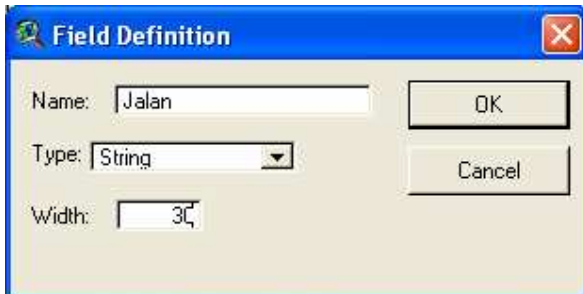 Field Definition
Name: Jalan
OK
Type: String
Cancel
Width: 30